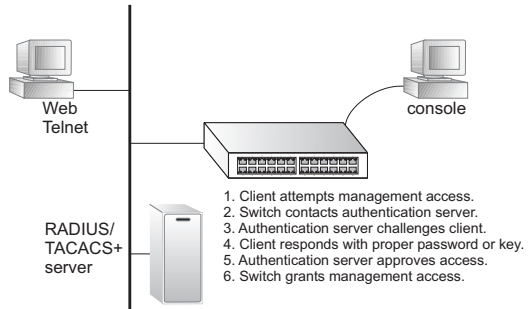 Web
Telnet
console
RADIUS/
TACACS+
server
1. Client attempts management access.
2. Switch contacts authentication server.
3. Authentication server challenges client.
4. Client responds with proper password or key.
5. Authentication server approves access.
6. Switch grants management access.